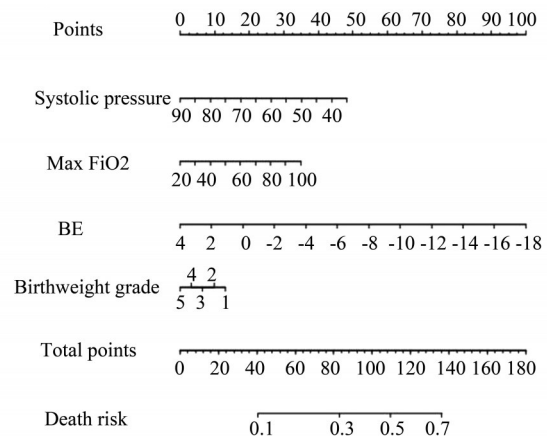 Points 0 10 20 30 40 50 60 70 80 90 100
Systolic pressure 90 80 70 60 50 40
Max FiO2 20 40 60 80 100
BE 4 2 0 -2 -4 -6 -8 -10 -12 -14 -16 -18
4 2
Birthweight grade
5 3 1
Total points 0 20 40 60 80 100 120 140 160 180
Death risk 0.1 0.3 0.5 0.7